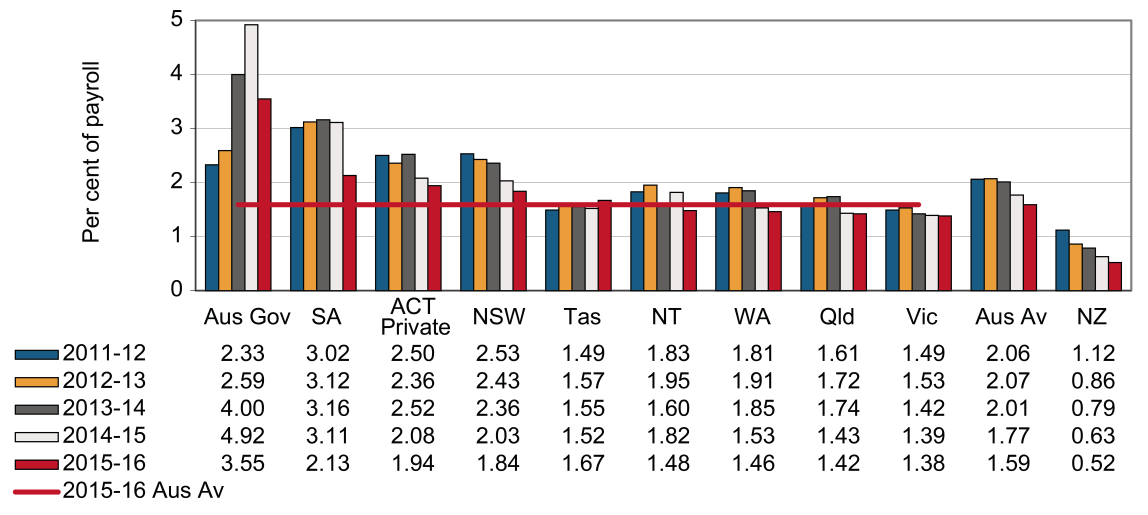 Per cent of payroll
5
4
3
2
1
0
Aus Gov SA ACT Private NSW Tas NT WA Qld Vic Aus Av NZ
2011-12 2.33 3.02 2.50 2.53 1.49 1.83 1.81 1.61 1.49 2.06 1.12
2012-13 2.59 3.12 2.36 2.43 1.57 1.95 1.91 1.72 1.53 2.07 0.86
2013-14 4.00 3.16 2.52 2.36 1.55 1.60 1.85 1.74 1.42 2.01 0.79
2014-15 4.92 3.11 2.08 2.03 1.52 1.82 1.53 1.43 1.39 1.77 0.63
2015-16 3.55 2.13 1.94 1.84 1.67 1.48 1.46 1.42 1.38 1.59 0.52
2015-16 Aus Av